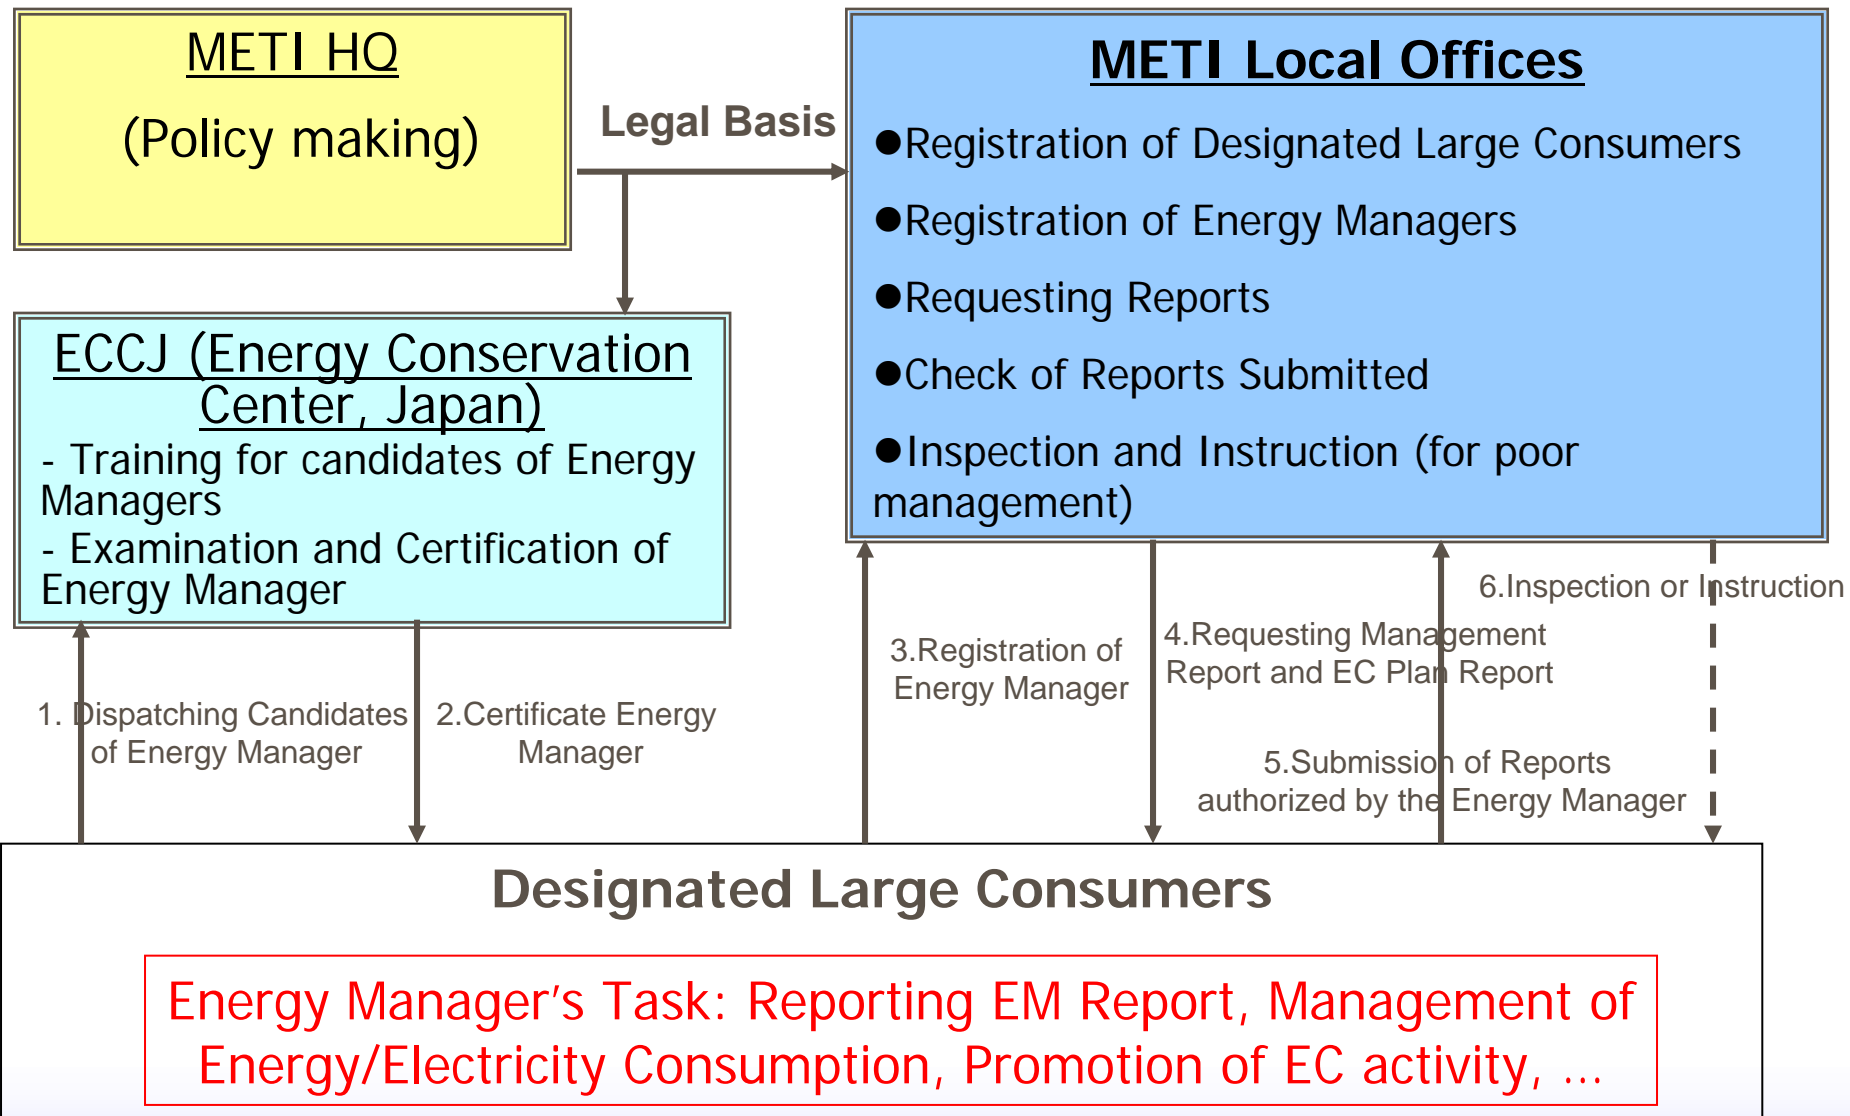 METI HQ
(Policy making)
Legal Basis
METI Local Offices
●Registration of Designated Large Consumers
●Registration of Energy Managers
●Requesting Reports
●Check of Reports Submitted
●Inspection and Instruction (for poor
management)
ECCJ (Energy Conservation
Center, Japan)
- Training for candidates of Energy
Managers
- Examination and Certification of
Energy Manager
1. Dispatching Candidates
of Energy Manager
2.Certificate Energy
Manager
3.Registration of
Energy Manager
4.Requesting Management
Report and EC Plan Report
5.Submission of Reports
authorized by the Energy Manager
6.Inspection or Instruction
Designated Large Consumers
Energy Manager’s Task: Reporting EM Report, Management of
Energy/Electricity Consumption, Promotion of EC activity, …